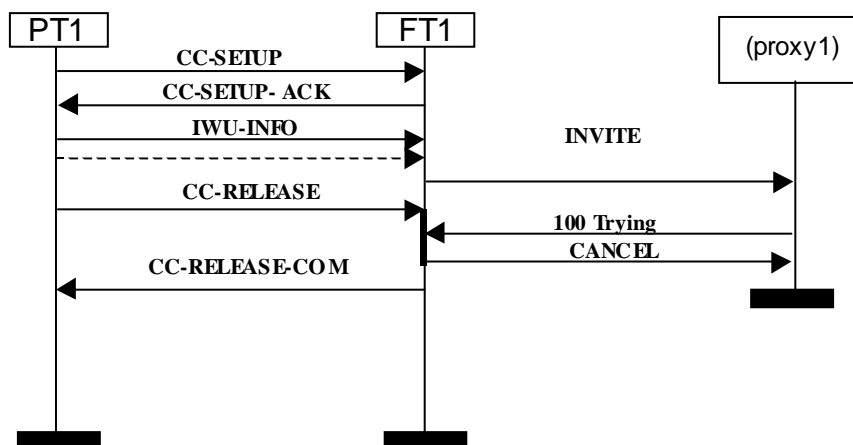 PT1
FT1
(proxy1)
CC-SETUP
CC-SETUP- ACK
IWU-INFO
INVITE
CC-RELEASE
100 Trying
CANCEL
CC-RELEASE-COM